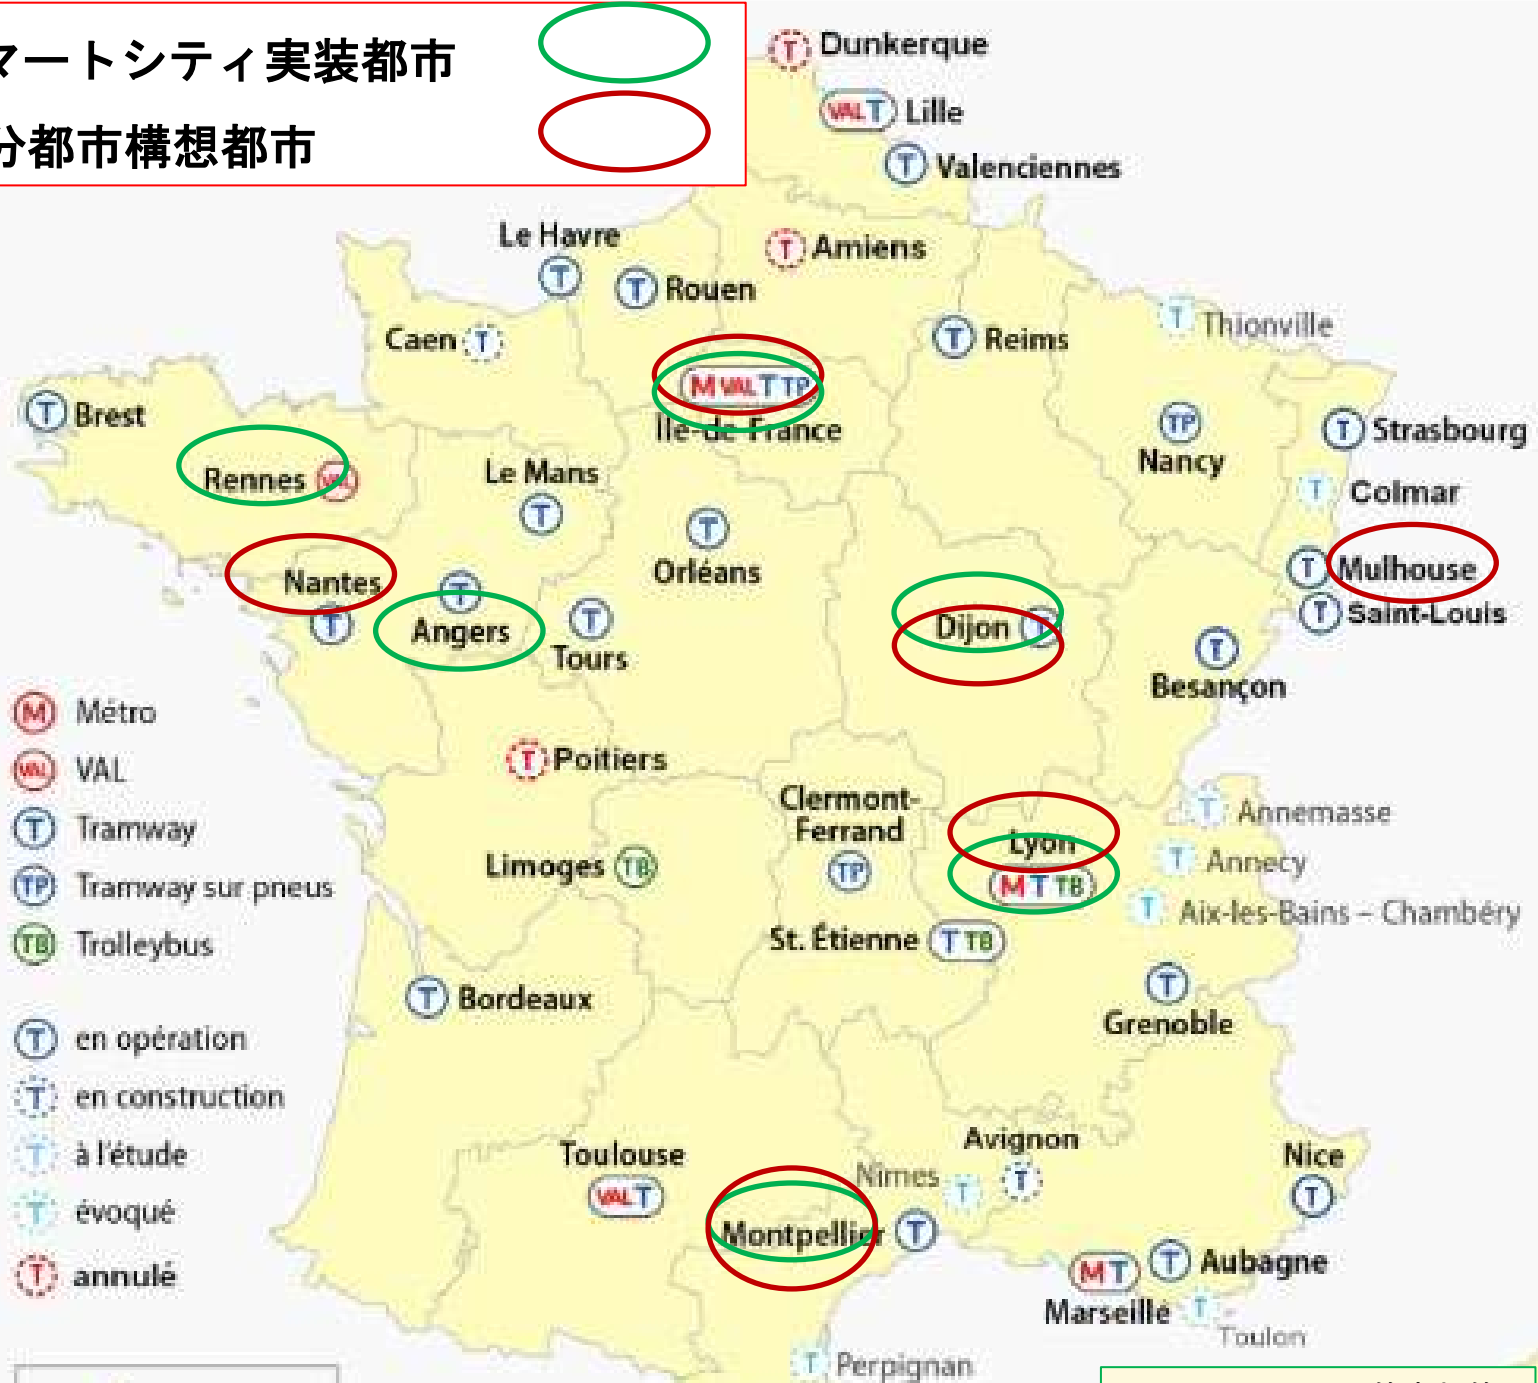 マートシティ実装都市
分都市構想都市
T Dunkerque
VAL T Lille
T Valenciennes
Le Havre
T
T Rouen
T Amiens
Caen T
T Reims
T Thionville
M VAL T TP
Ile-de-France
T Brest
Rennes VAL
Le Mans
T
T
Orléans
TP
Nancy
T Strasbourg
T Colmar
T Mulhouse
T Saint-Louis
Nantes
T
T
Angers
T
Tours
Dijon T
T
Besançon
M Métro
VAL VAL
T Tramway
TP Tramway sur pneus
TB Trolleybus
T en opération
T en construction
T à l'étude
T évoqué
T annulé
T Poitiers
Clermont-
Ferrand
TP
Limoges TB
Lyon
M T TB
T Annemasse
T Annecy
T Aix-les-Bains – Chambéry
St. Étienne T TB
T Bordeaux
T
Grenoble
Toulouse
VAL T
Nîmes T
Avignon
T
Nice
T
Montpellier T
M T
Marseille
T Aubagne
T
Toulon
T Perpignan